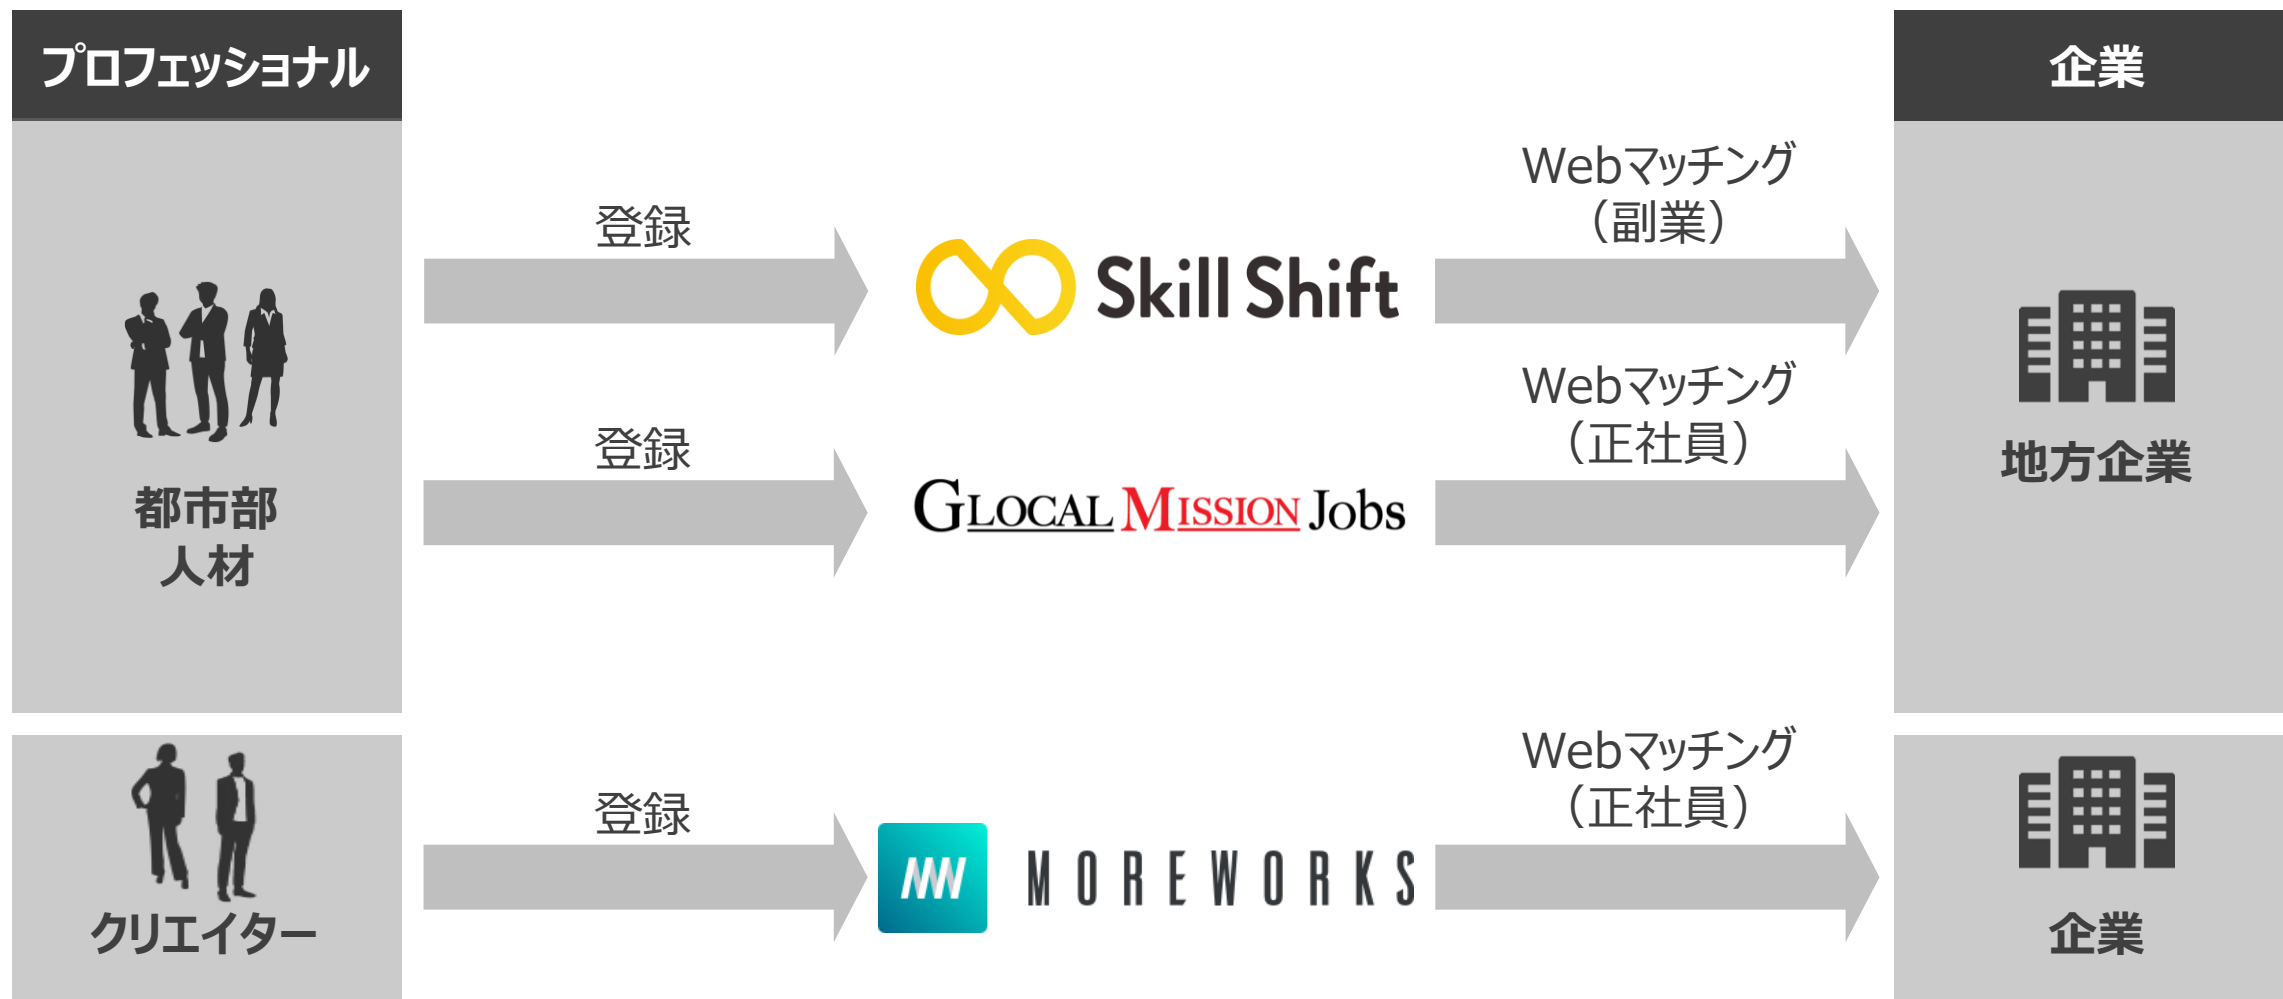 プロフェッショナル
企業
都市部
人材
登録
Skill Shift
Webマッチング
（副業）
登録
GLOCAL MISSION Jobs
Webマッチング
（正社員）
地方企業
クリエイター
登録
MOREWORKS
Webマッチング
（正社員）
企業